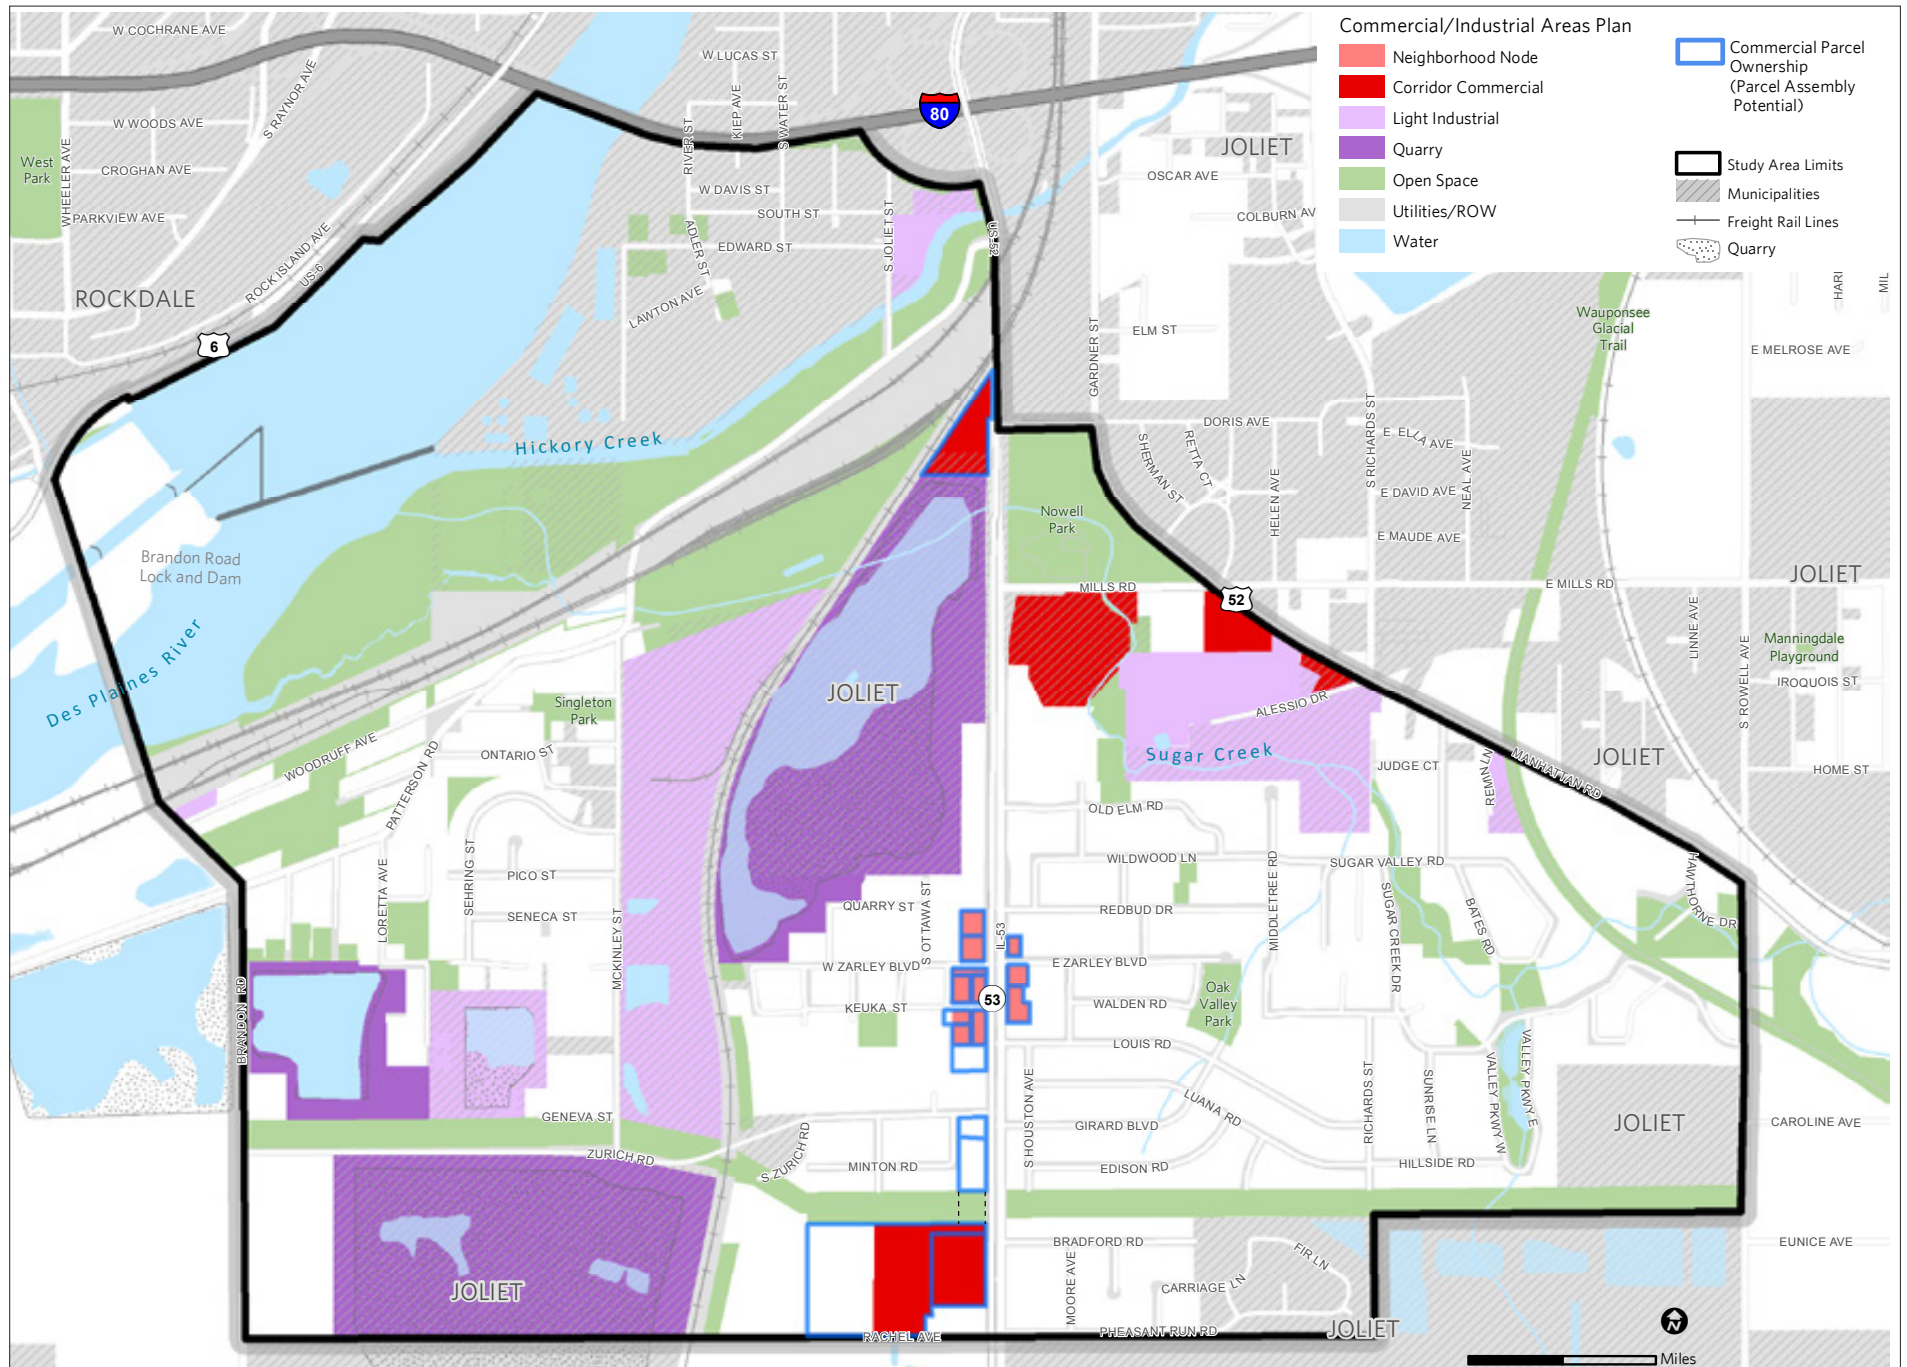 Commercial/Industrial Areas Plan
Neighborhood Node
Corridor Commercial
Light Industrial
Quarry
Open Space
Utilities/ROW
Water
Commercial Parcel
Ownership
(Parcel Assembly
Potential)
Study Area Limits
Municipalities
Freight Rail Lines
Quarry
W COCHRANE AVE
S RAYNOR AVE
W LUCAS ST
KIEP AVE
S WATER ST
RIVER ST
80
W WOODS AVE
West
Park
WHEELER AVE
CROGHAN AVE
PARKVIEW AVE
ROCK ISLAND AVE
US-6
ROCKDALE
6
W DAVIS ST
SOUTH ST
EDWARD ST
ADLER ST
LAWTON AVE
S JOLIET ST
US-52
JOLIET
OSCAR AVE
COLBURN AV
ELM ST
GARDNER ST
Wauponsee
Glacial
Trail
HARI
MIL
E MELROSE AVE
DORIS AVE
E ELLA AVE
S RICHARDS ST
SHERMAN ST
RETTA CT
HELEN AVE
NEAL AVE
E DAVID AVE
E MAUDE AVE
Hickory Creek
Nowell
Park
Brandon Road
Lock and Dam
Des Plaines River
MILLS RD
52
E MILLS RD
JOLIET
LINNE AVE
S ROWELL AVE
Manningdale
Playground
IROQUOIS ST
HOME ST
Singleton
Park
JOLIET
ALESSIO DR
Sugar Creek
JUDGE CT
REMMN LN
MANHATTAN RD
JOLIET
WOODRUFF AVE
PATTERSON RD
ONTARIO ST
OLD ELM RD
WILDWOOD LN
SUGAR VALLEY RD
MIDDLETREE RD
LORETTA AVE
SEHRING ST
PICO ST
SENECA ST
MCKINLEY ST
QUARRY ST
S OTTAWA ST
REDBUD DR
IL-53
SUGAR CREEK DR
BATES RD
HAWTHORNE DR
W ZARLEY BLVD
E ZARLEY BLVD
KEUKA ST
53
WALDEN RD
Oak
Valley
Park
BRANDON RD
LOUIS RD
S HOUSTON AVE
LUANA RD
RICHARDS ST
SUNRISE LN
VALLEY PKWY W
VALLEY PKWY E
GENEVA ST
GIRARD BLVD
JOLIET
CAROLINE AVE
ZURICH RD
S ZURICH RD
MINTON RD
EDISON RD
HILLSIDE RD
BRADFORD RD
MOORE AVE
FIR LN
CARRIAGE LN
EUNICE AVE
JOLIET
RACHEL AVE
PHEASANT RUN RD
JOLIET
N
Miles